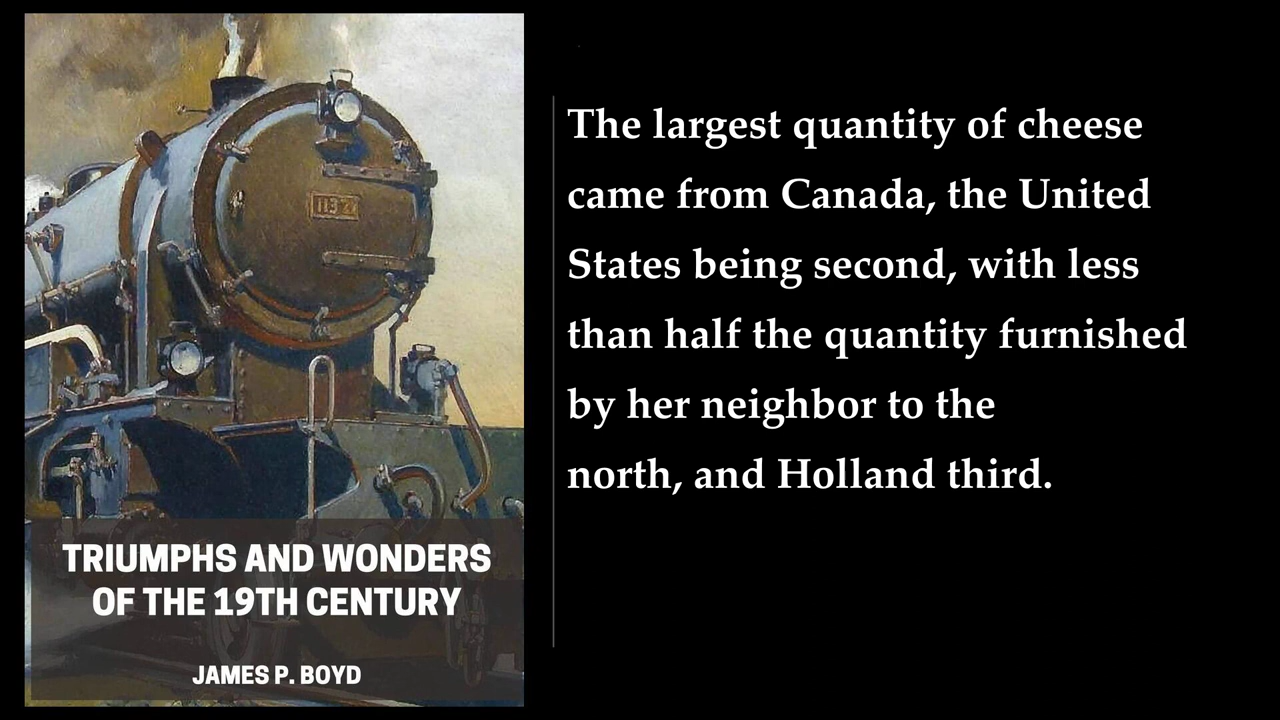 The largest quantity of cheese
came from Canada, the United
States being second, with less
than half the quantity furnished
by her neighbor to the
north, and Holland third.
TRIUMPHS AND WONDERS
OF THE 19TH CENTURY
JAMES P. BOYD